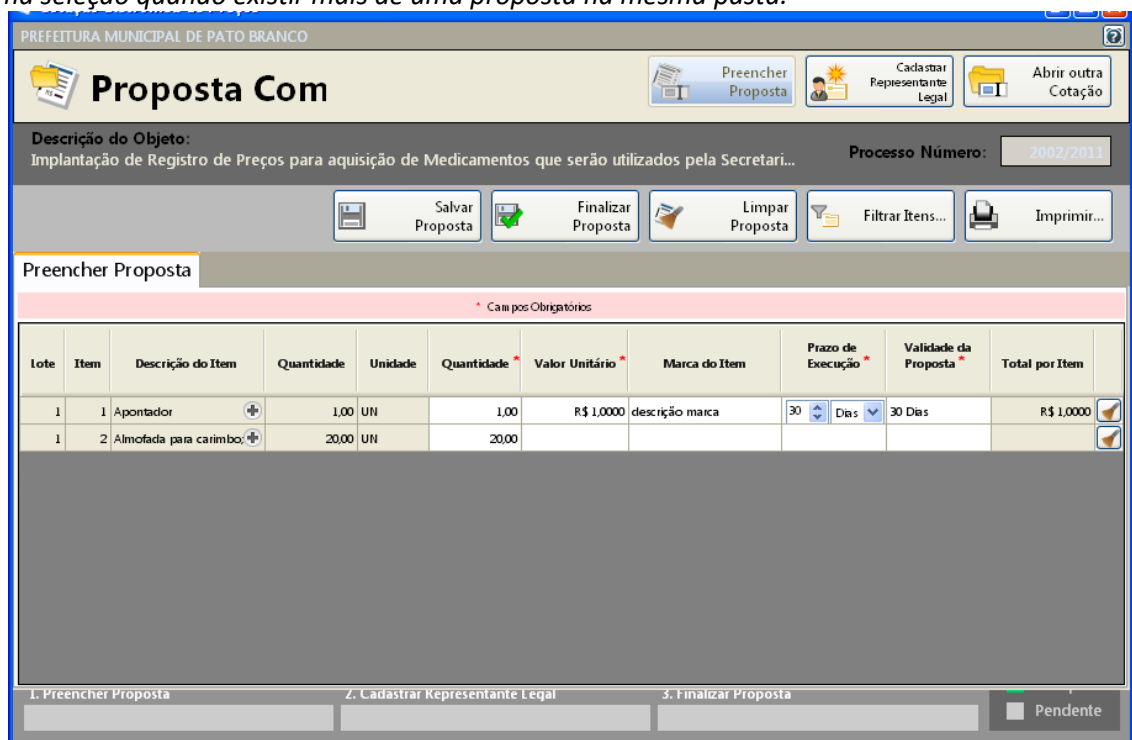 na seleção quando existir mais de uma proposta na mesma pasta.
PREFEITURA MUNICIPAL DE PATO BRANCO
Proposta Com
Preencher
Proposta
Cadastrar
Representante
Legal
Abrir outra
Cotação
Descrição do Objeto:
Implantação de Registro de Preços para aquisição de Medicamentos que serão utilizados pela Secretari...
Processo Número: 2002/2011
Salvar
Proposta
Finalizar
Proposta
Limpar
Proposta
Filtrar Itens...
Imprimir...
Preencher Proposta
* Campos Obrigatórios
Lote Item Descrição do Item Quantidade Unidade Quantidade * Valor Unitário * Marca do Item Prazo de Execução * Validade da Proposta * Total por Item
1 1 Apontador 1,00 UN 1,00 R$ 1,0000 descrição marca 30 Dias 30 Dias R$ 1,0000
1 2 Almofada para carimbo; 20,00 UN 20,00
1. Preencher Proposta 2. Cadastrar Representante Legal 3. Finalizar Proposta
Pendente